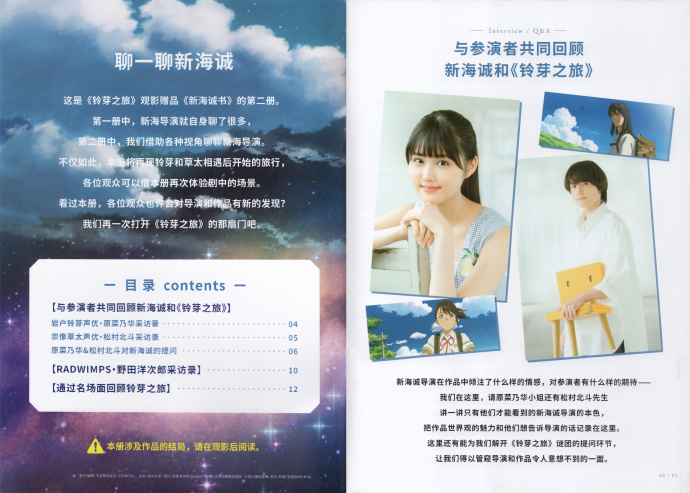 聊一聊新海诚
这是《铃芽之旅》观影赠品《新海诚书》的第二册。
第一册中，新海导演就自身聊了很多，
第二册中，我们借助各种视角聊聊新海导演。
不仅如此，本册将再现铃芽和草太相遇后开始的旅行，
各位观众可以借本册再次体验剧中的场景。
看过本册，各位观众也许会对导演和作品有新的发现？
我们再一次打开《铃芽之旅》的那扇门吧。
目录 contents
【与参演者共同回顾新海诚和《铃芽之旅》】
岩户铃芽声优·原菜乃华采访录 04
宗像草太声优·松村北斗采访录 05
原菜乃华&松村北斗对新海诚的提问 06
【RADWIMPS·野田洋次郎采访录】 10
【通过名场面回顾铃芽之旅】 12
本册涉及作品的结局，请在观影后阅读。
Interview / Q&A
与参演者共同回顾
新海诚和《铃芽之旅》
新海诚导演在作品中倾注了什么样的情感，对参演者有什么样的期待——
我们在这里，请原菜乃华小姐还有松村北斗先生
讲一讲只有他们才能看到的新海诚导演的本色，
把作品世界观的魅力和他们想告诉导演的话记录在这里。
这里还有能为我们解开《铃芽之旅》谜团的提问环节，
让我们得以管窥导演和作品令人意想不到的一面。
02 / 03